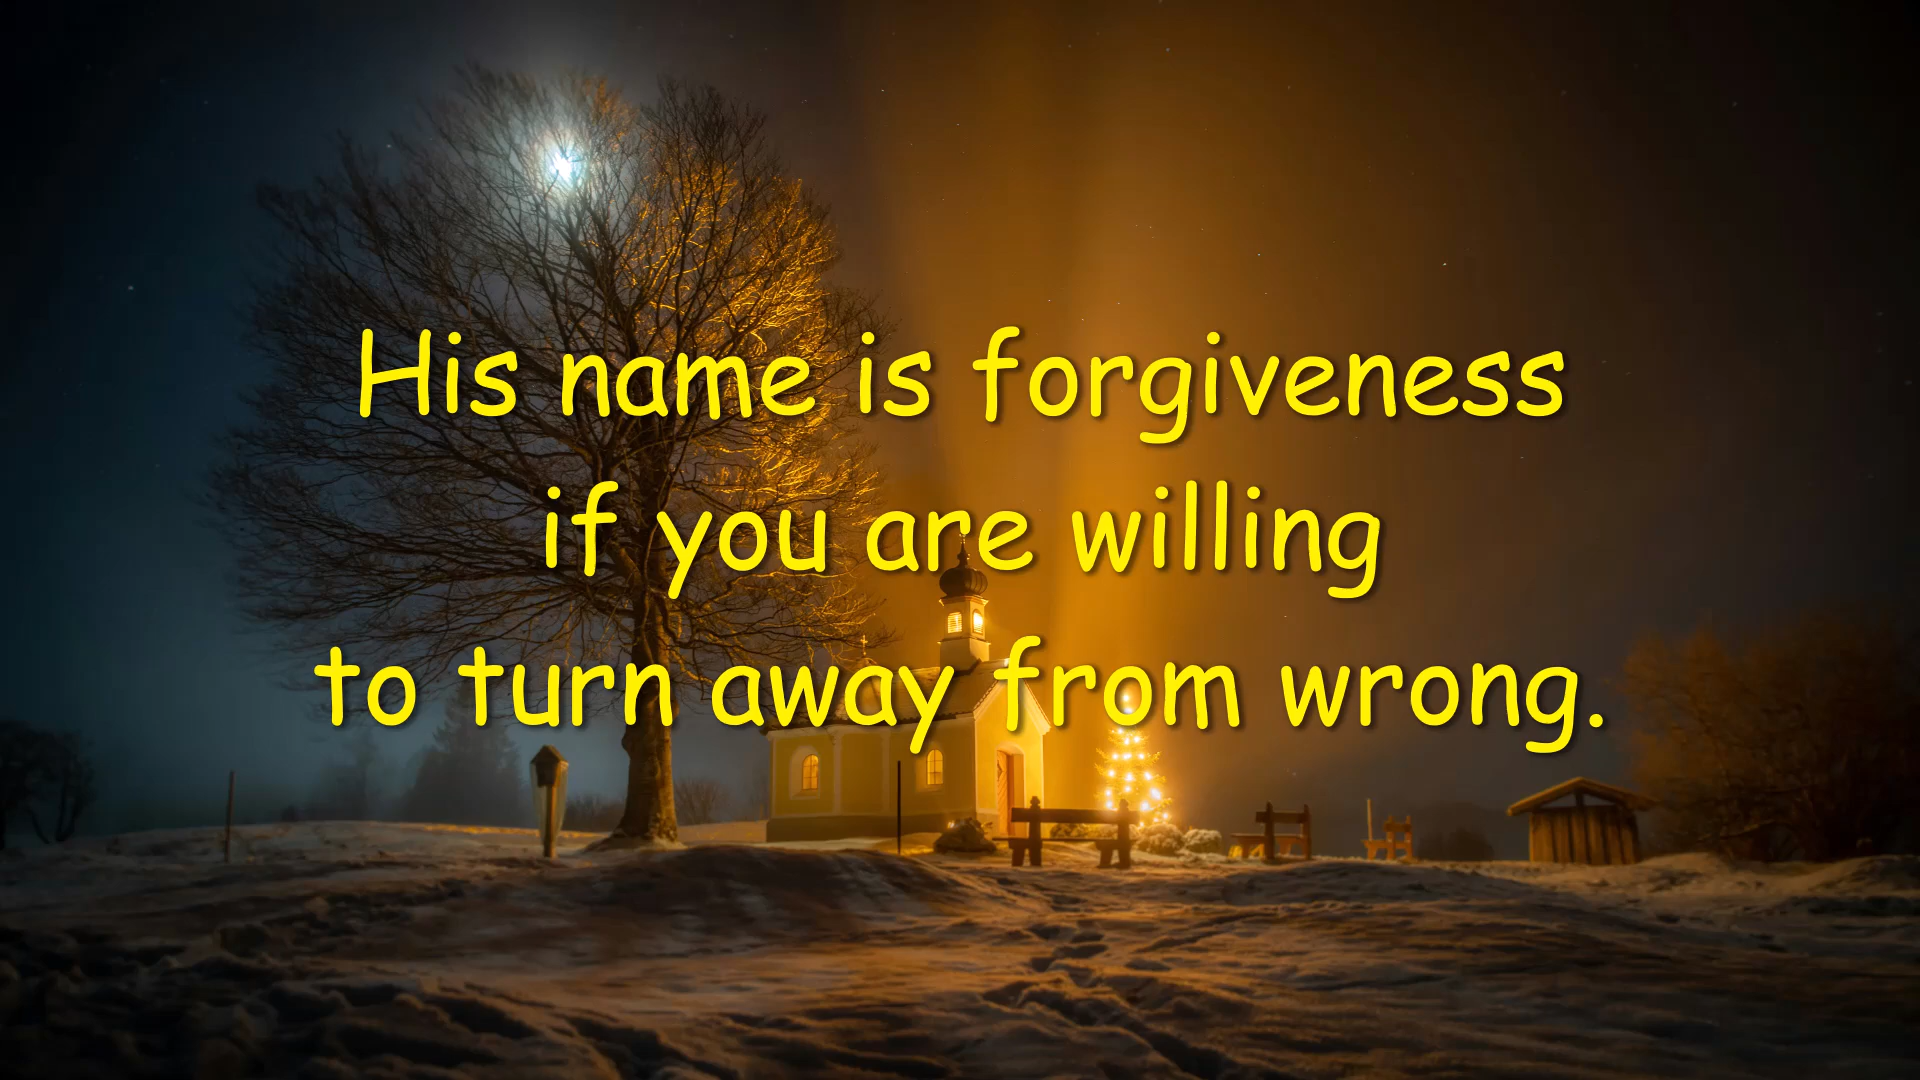 His name is forgiveness
if you are willing
to turn away from wrong.